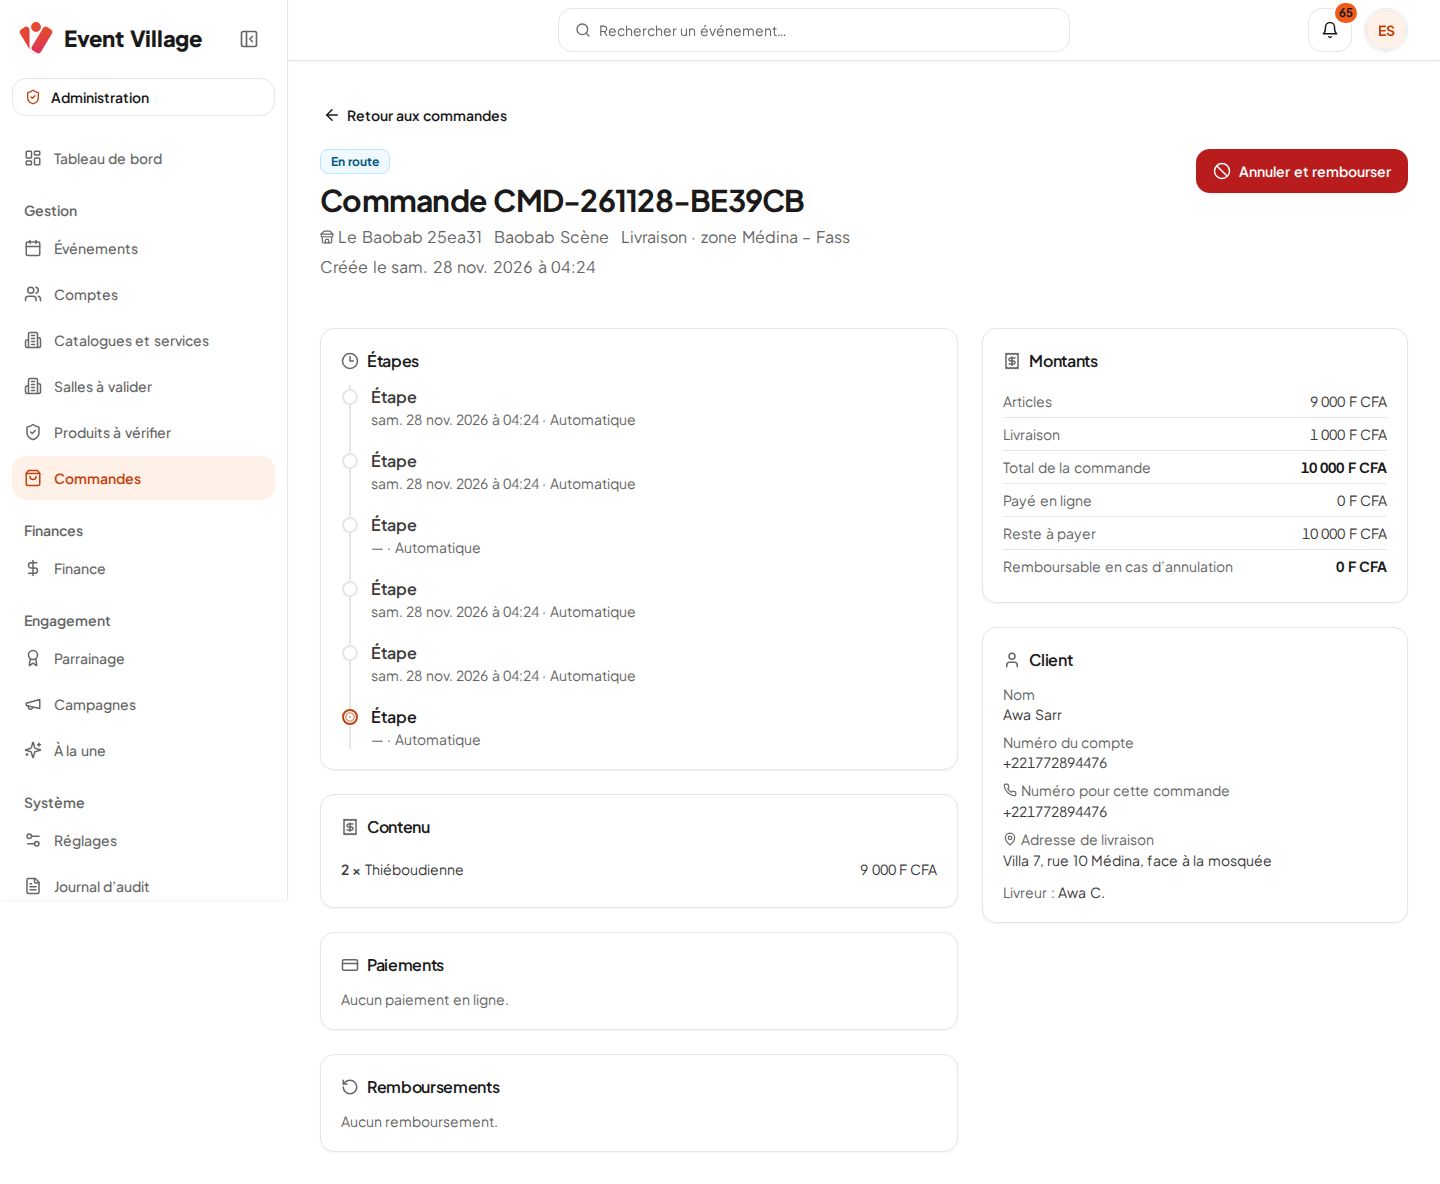 Event Village
Administration
Tableau de bord
Gestion
Événements
Comptes
Catalogues et services
Salles à valider
Produits à vérifier
Commandes
Finances
Finance
Engagement
Parrainage
Campagnes
À la une
Système
Réglages
Journal d'audit
Rechercher un événement...
65
ES
Retour aux commandes
En route
Annuler et rembourser
Commande CMD-261128-BE39CB
Le Baobab 25ea31 Baobab Scène Livraison · zone Médina – Fass
Créée le sam. 28 nov. 2026 à 04:24
Étapes
Étape
sam. 28 nov. 2026 à 04:24 · Automatique
Étape
sam. 28 nov. 2026 à 04:24 · Automatique
Étape
— · Automatique
Étape
sam. 28 nov. 2026 à 04:24 · Automatique
Étape
sam. 28 nov. 2026 à 04:24 · Automatique
Étape
— · Automatique
Contenu
2 × Thiéboudienne 9 000 F CFA
Paiements
Aucun paiement en ligne.
Remboursements
Aucun remboursement.
Montants
Articles 9 000 F CFA
Livraison 1 000 F CFA
Total de la commande 10 000 F CFA
Payé en ligne 0 F CFA
Reste à payer 10 000 F CFA
Remboursable en cas d'annulation 0 F CFA
Client
Nom
Awa Sarr
Numéro du compte
+221772894476
Numéro pour cette commande
+221772894476
Adresse de livraison
Villa 7, rue 10 Médina, face à la mosquée
Livreur : Awa C.